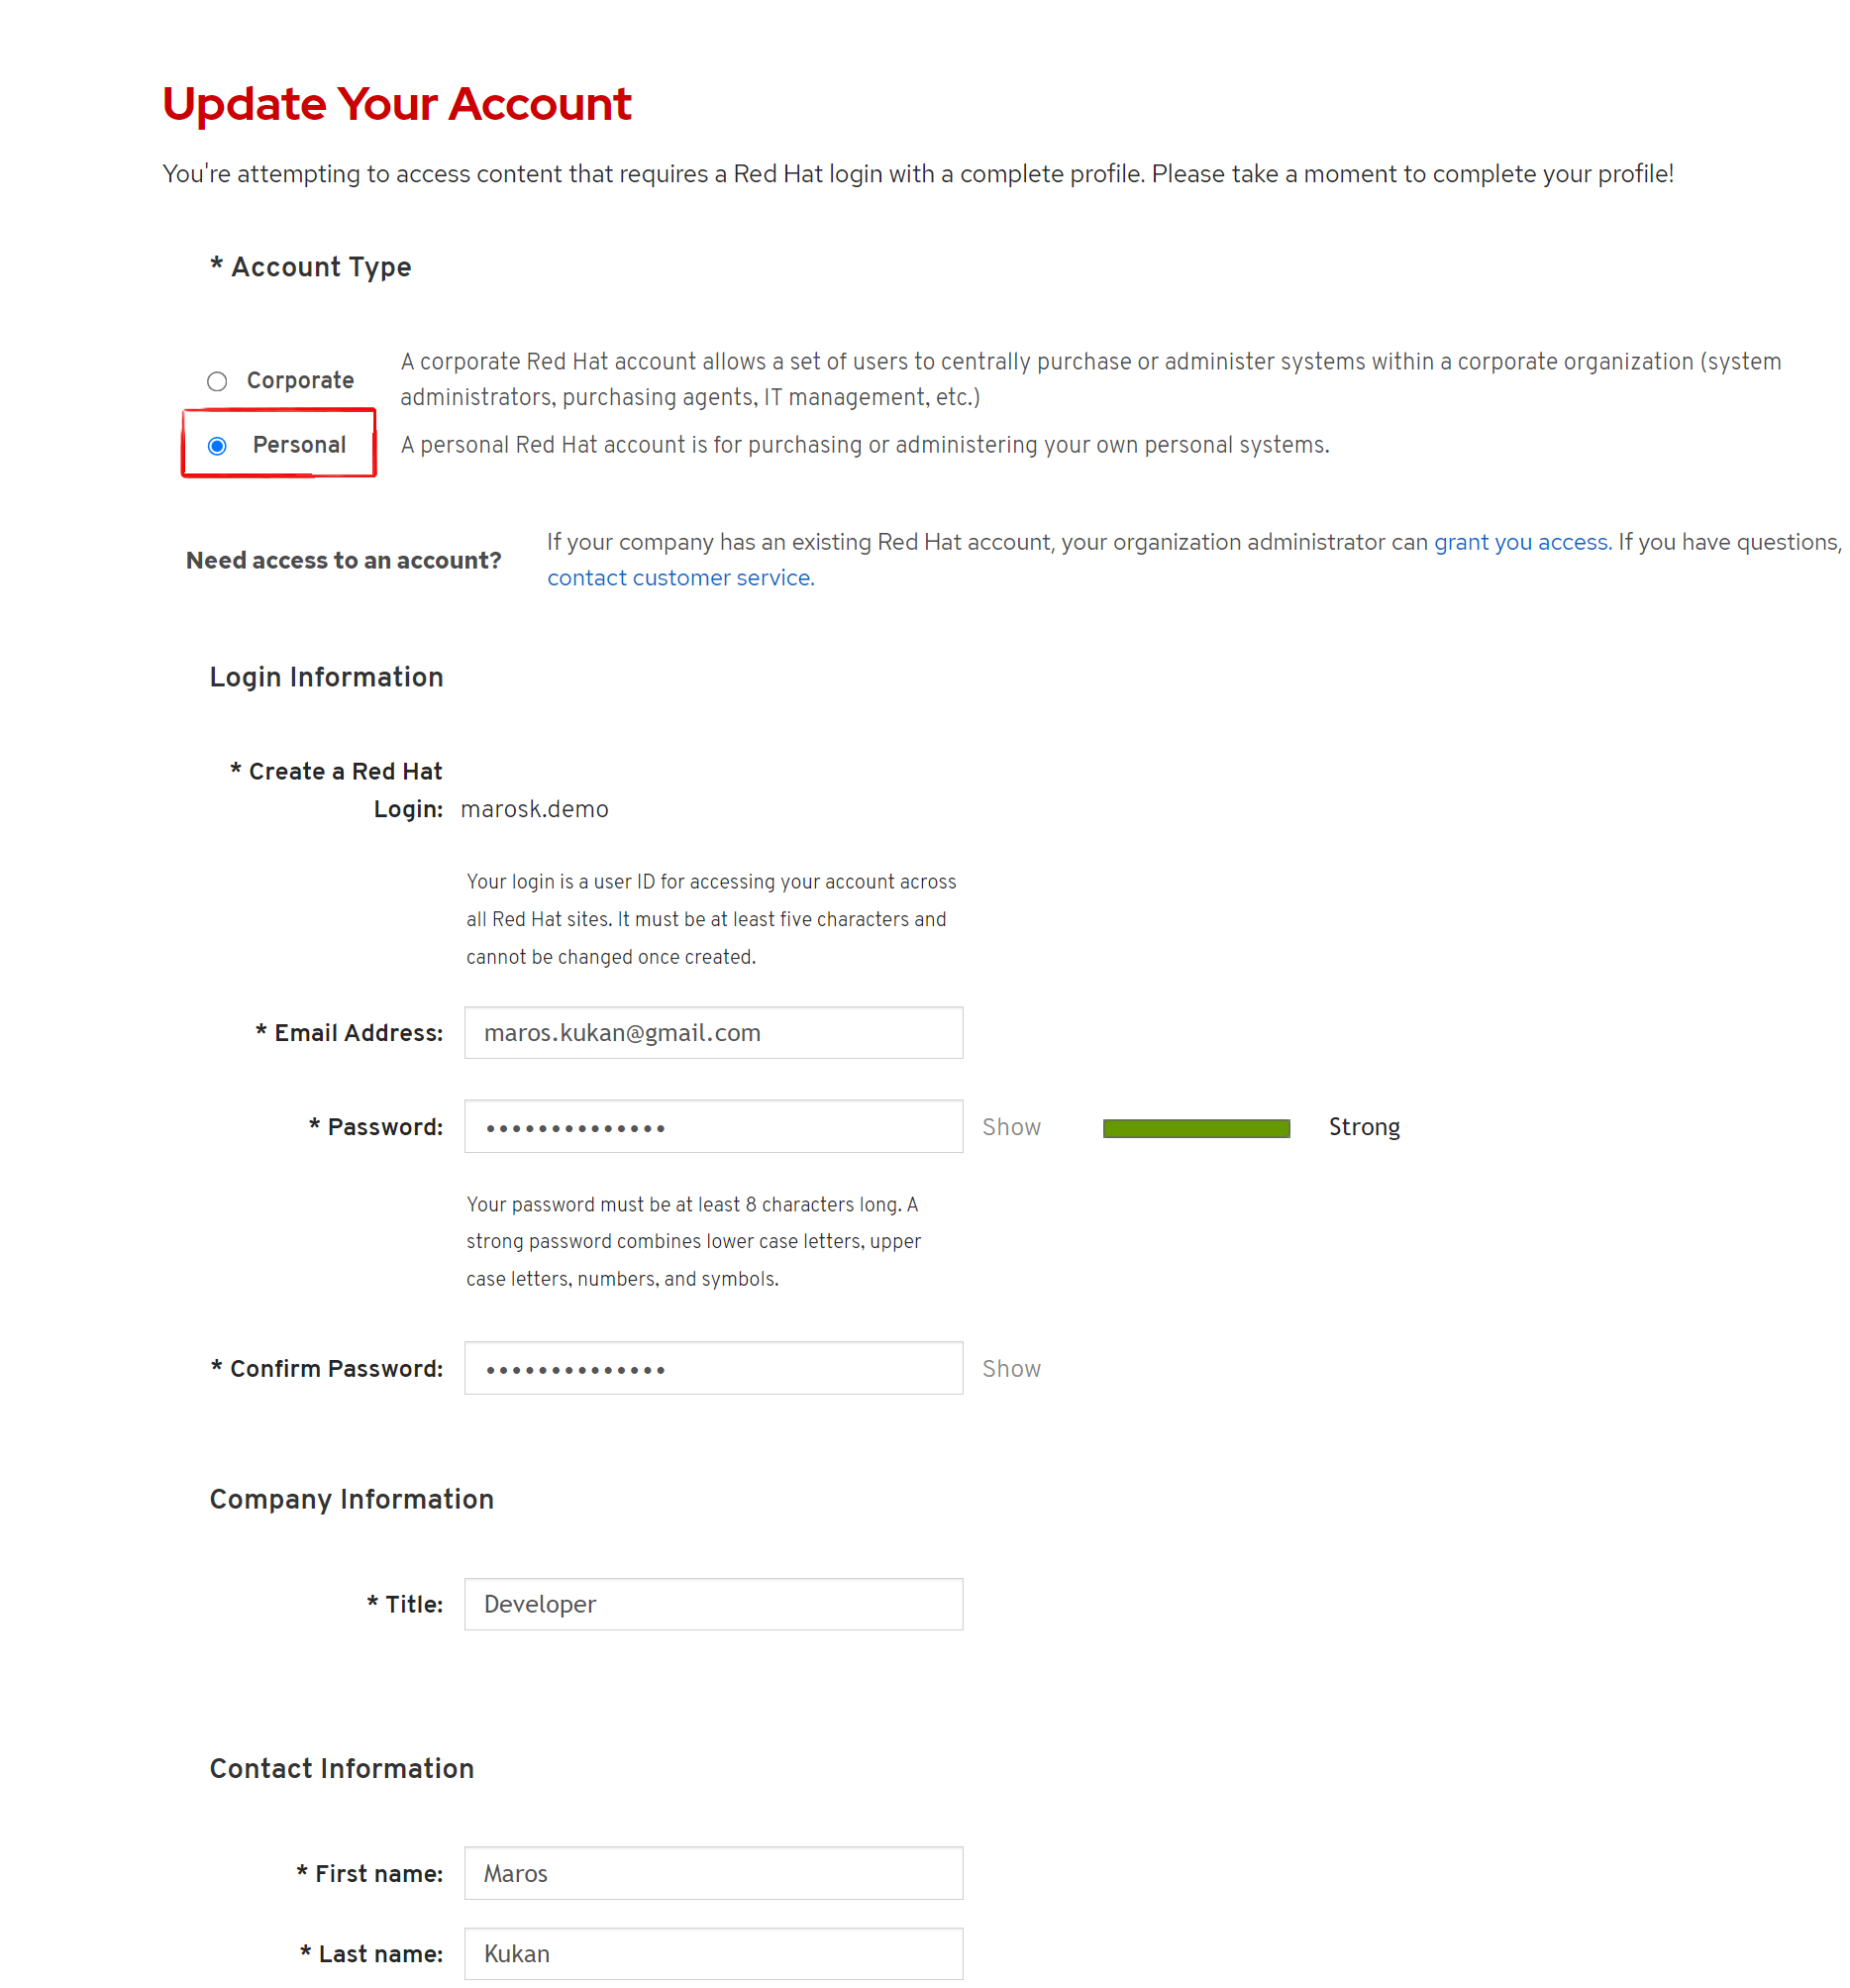 Update Your Account
You're attempting to access content that requires a Red Hat login with a complete profile. Please take a moment to complete your profile!
* Account Type
Corporate
A corporate Red Hat account allows a set of users to centrally purchase or administer systems within a corporate organization (system
administrators, purchasing agents, IT management, etc.)
Personal
A personal Red Hat account is for purchasing or administering your own personal systems.
Need access to an account?
If your company has an existing Red Hat account, your organization administrator can grant you access. If you have questions,
contact customer service.
Login Information
* Create a Red Hat
Login: marosk.demo
Your login is a user ID for accessing your account across
all Red Hat sites. It must be at least five characters and
cannot be changed once created.
* Email Address: maros.kukan@gmail.com
* Password: •••••••••••••• Show Strong
Your password must be at least 8 characters long. A
strong password combines lower case letters, upper
case letters, numbers, and symbols.
* Confirm Password: •••••••••••••• Show
Company Information
* Title: Developer
Contact Information
* First name: Maros
* Last name: Kukan